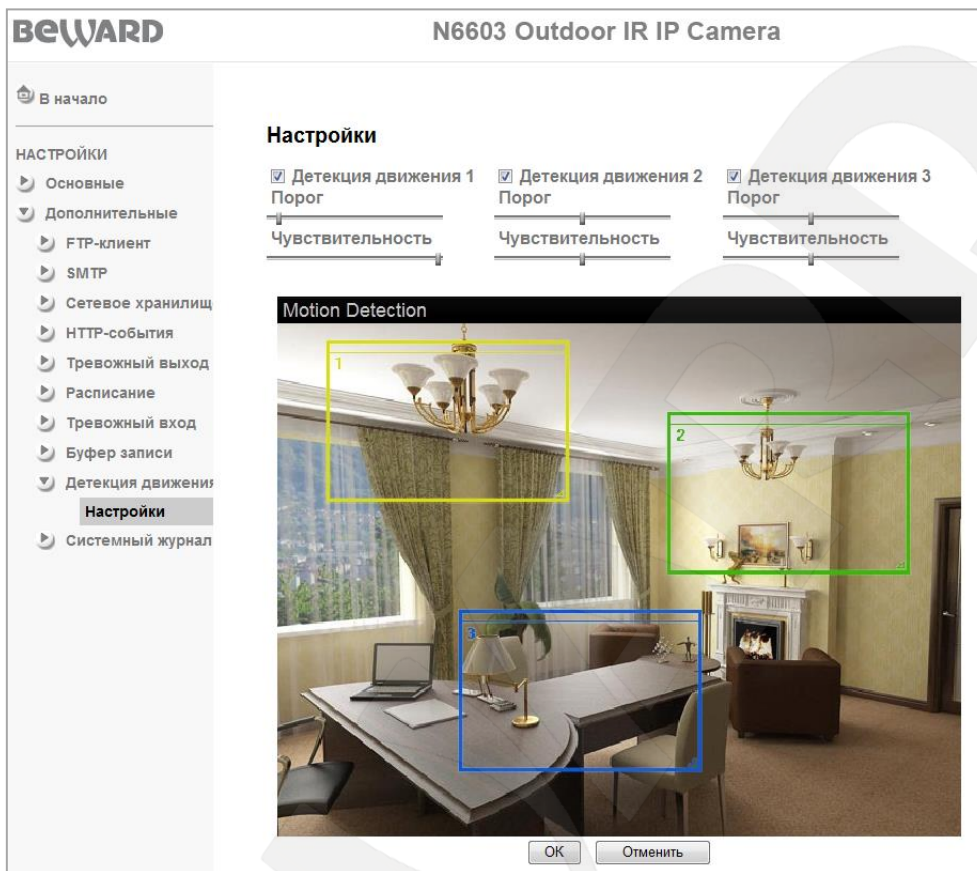 BEWARD
N6603 Outdoor IR IP Camera
В начало
НАСТРОЙКИ
Основные
Дополнительные
FTP-клиент
SMTP
Сетевое хранилищ
HTTP-события
Тревожный выход
Расписание
Тревожный вход
Буфер записи
Детекция движения
Настройки
Системный журнал
Настройки
Детекция движения 1
Порог
Чувствительность
Детекция движения 2
Порог
Чувствительность
Детекция движения 3
Порог
Чувствительность
Motion Detection
1
2
3
OK
Отменить